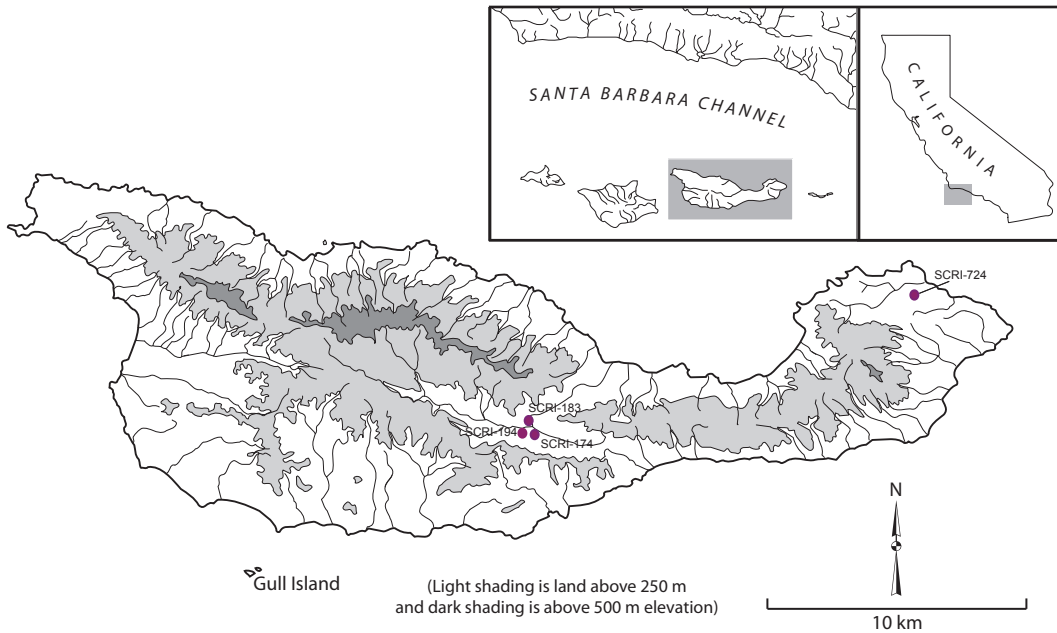 SANTA BARBARA CHANNEL
CALIFORNIA
SCRI-724
SCRI-183
SCRI-194
SCRI-174
N
Gull Island
(Light shading is land above 250 m
and dark shading is above 500 m elevation)
10 km